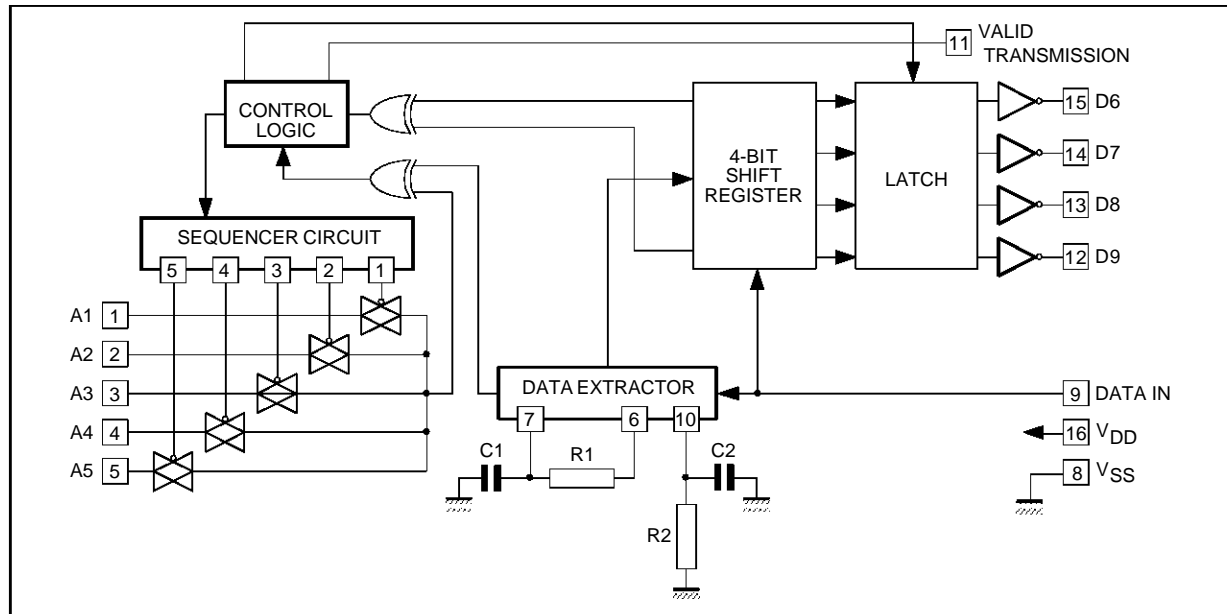 11 VALID
TRANSMISSION
CONTROL
LOGIC
4-BIT
SHIFT
REGISTER
LATCH
15 D6
14 D7
13 D8
12 D9
SEQUENCER CIRCUIT
5 4 3 2 1
A1 1
A2 2
A3 3
A4 4
A5 5
DATA EXTRACTOR
7 6 10
9 DATA IN
16 VDD
8 VSS
C1 R1 C2
R2